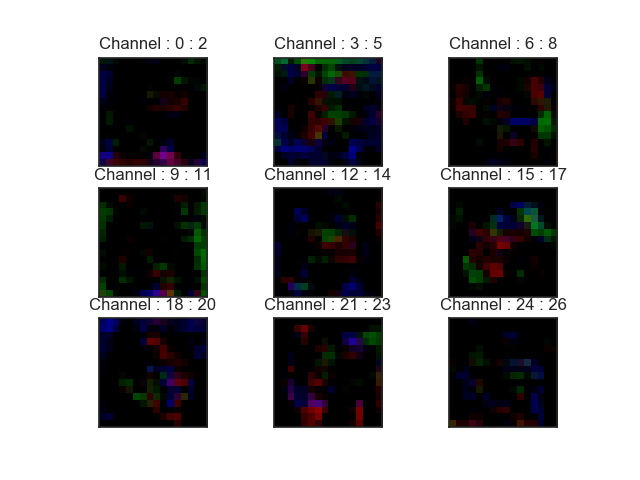 Channel : 0 : 2
Channel : 3 : 5
Channel : 6 : 8
Channel : 9 : 11
Channel : 12 : 14
Channel : 15 : 17
Channel : 18 : 20
Channel : 21 : 23
Channel : 24 : 26